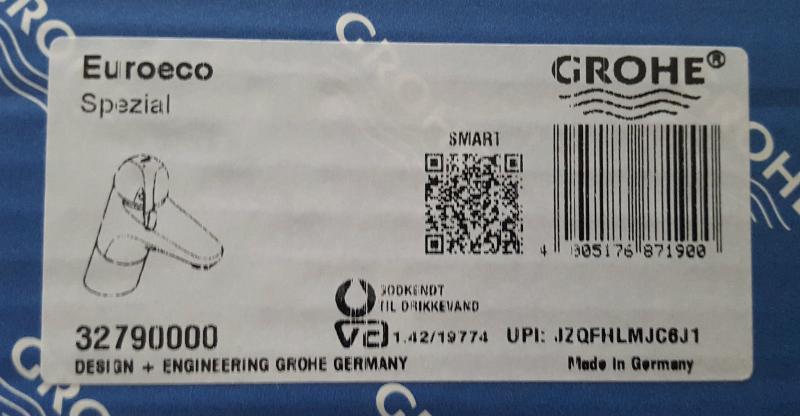 Euroeco
Spezial
GROHE®
SMART
4 005176 871900
GODKENDT
TIL DRIKKEVAND
32790000
VA 1.42/19774 UPI: JZQFHLMJC6J1
DESIGN + ENGINEERING GROHE GERMANY
Made in Germany